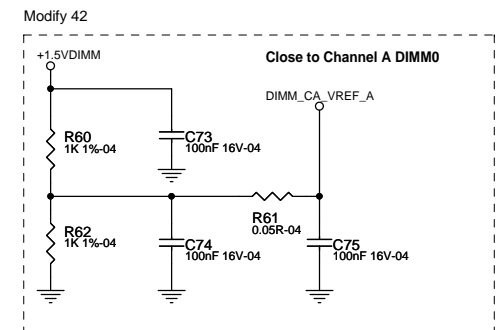 Modify 42
+1.5VDIMM
Close to Channel A DIMM0
DIMM_CA_VREF_A
R60
1K 1%-04
C73
100nF 16V-04
R61
0.05R-04
R62
1K 1%-04
C74
100nF 16V-04
C75
100nF 16V-04